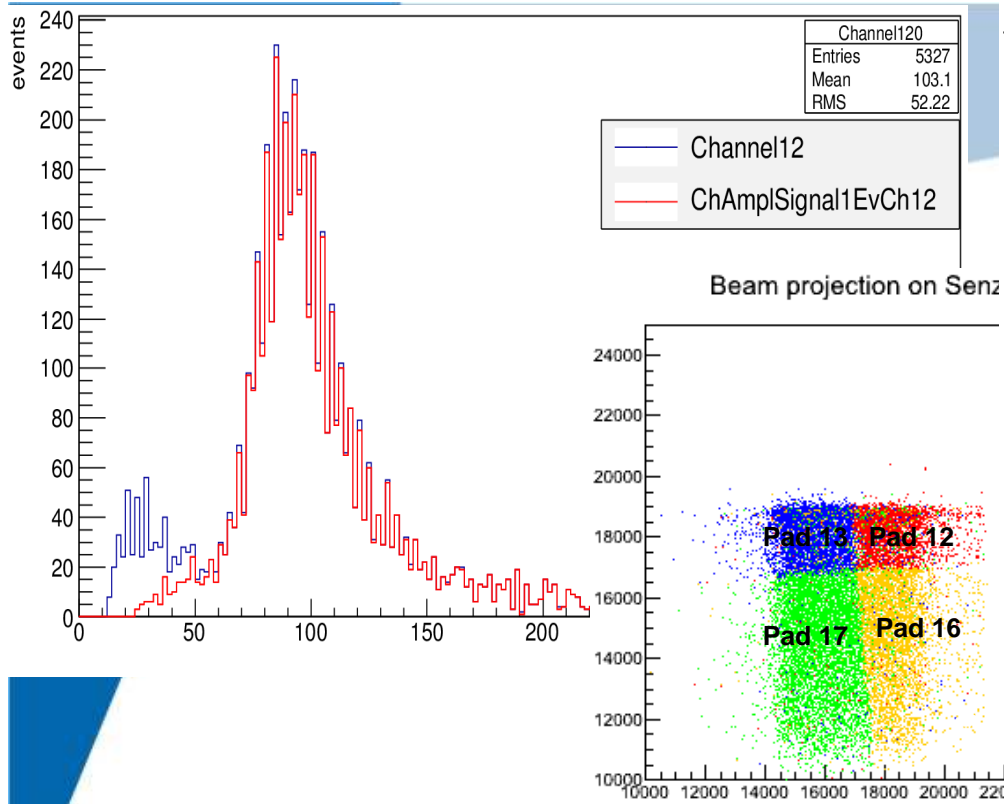 events
240
220
200
180
160
140
120
100
80
60
40
20
0
0 50 100 150 200
Channel120
Entries 5327
Mean 103.1
RMS 52.22
Channel12
ChAmplSignal1EvCh12
Beam projection on Senz
24000
22000
20000
18000
16000
14000
12000
10000
Pad 13 Pad 12
Pad 17 Pad 16
10000 12000 14000 16000 18000 20000 220